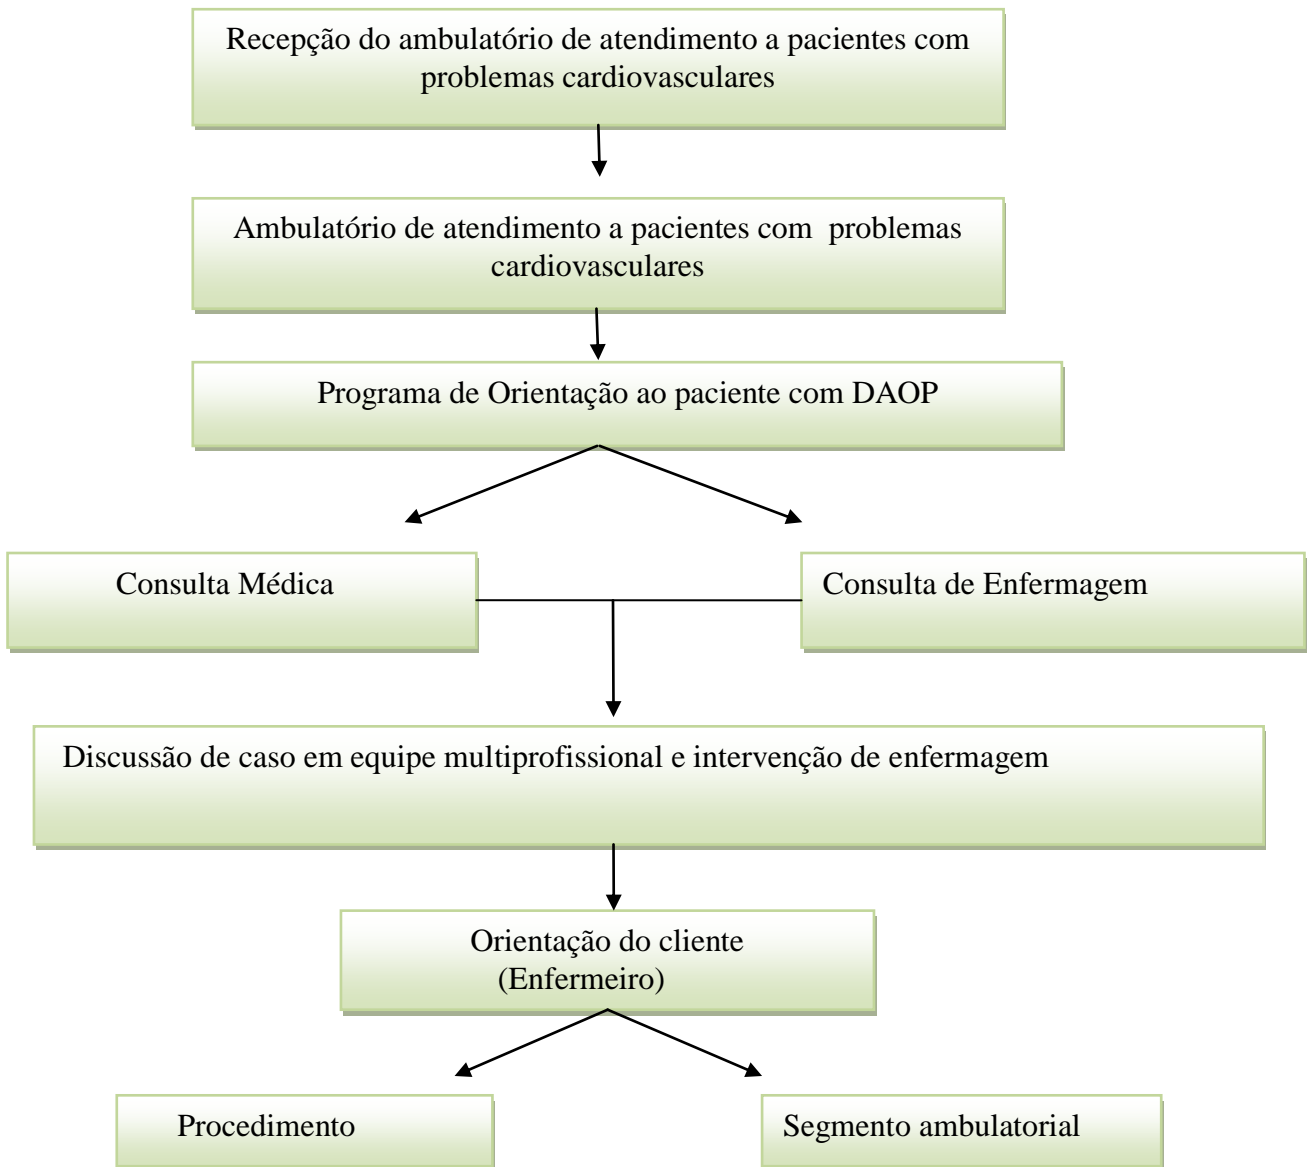 Recepção do ambulatório de atendimento a pacientes com
problemas cardiovasculares
Ambulatório de atendimento a pacientes com problemas
cardiovasculares
Programa de Orientação ao paciente com DAOP
Consulta Médica
Consulta de Enfermagem
Discussão de caso em equipe multiprofissional e intervenção de enfermagem
Orientação do cliente
(Enfermeiro)
Procedimento
Segmento ambulatorial